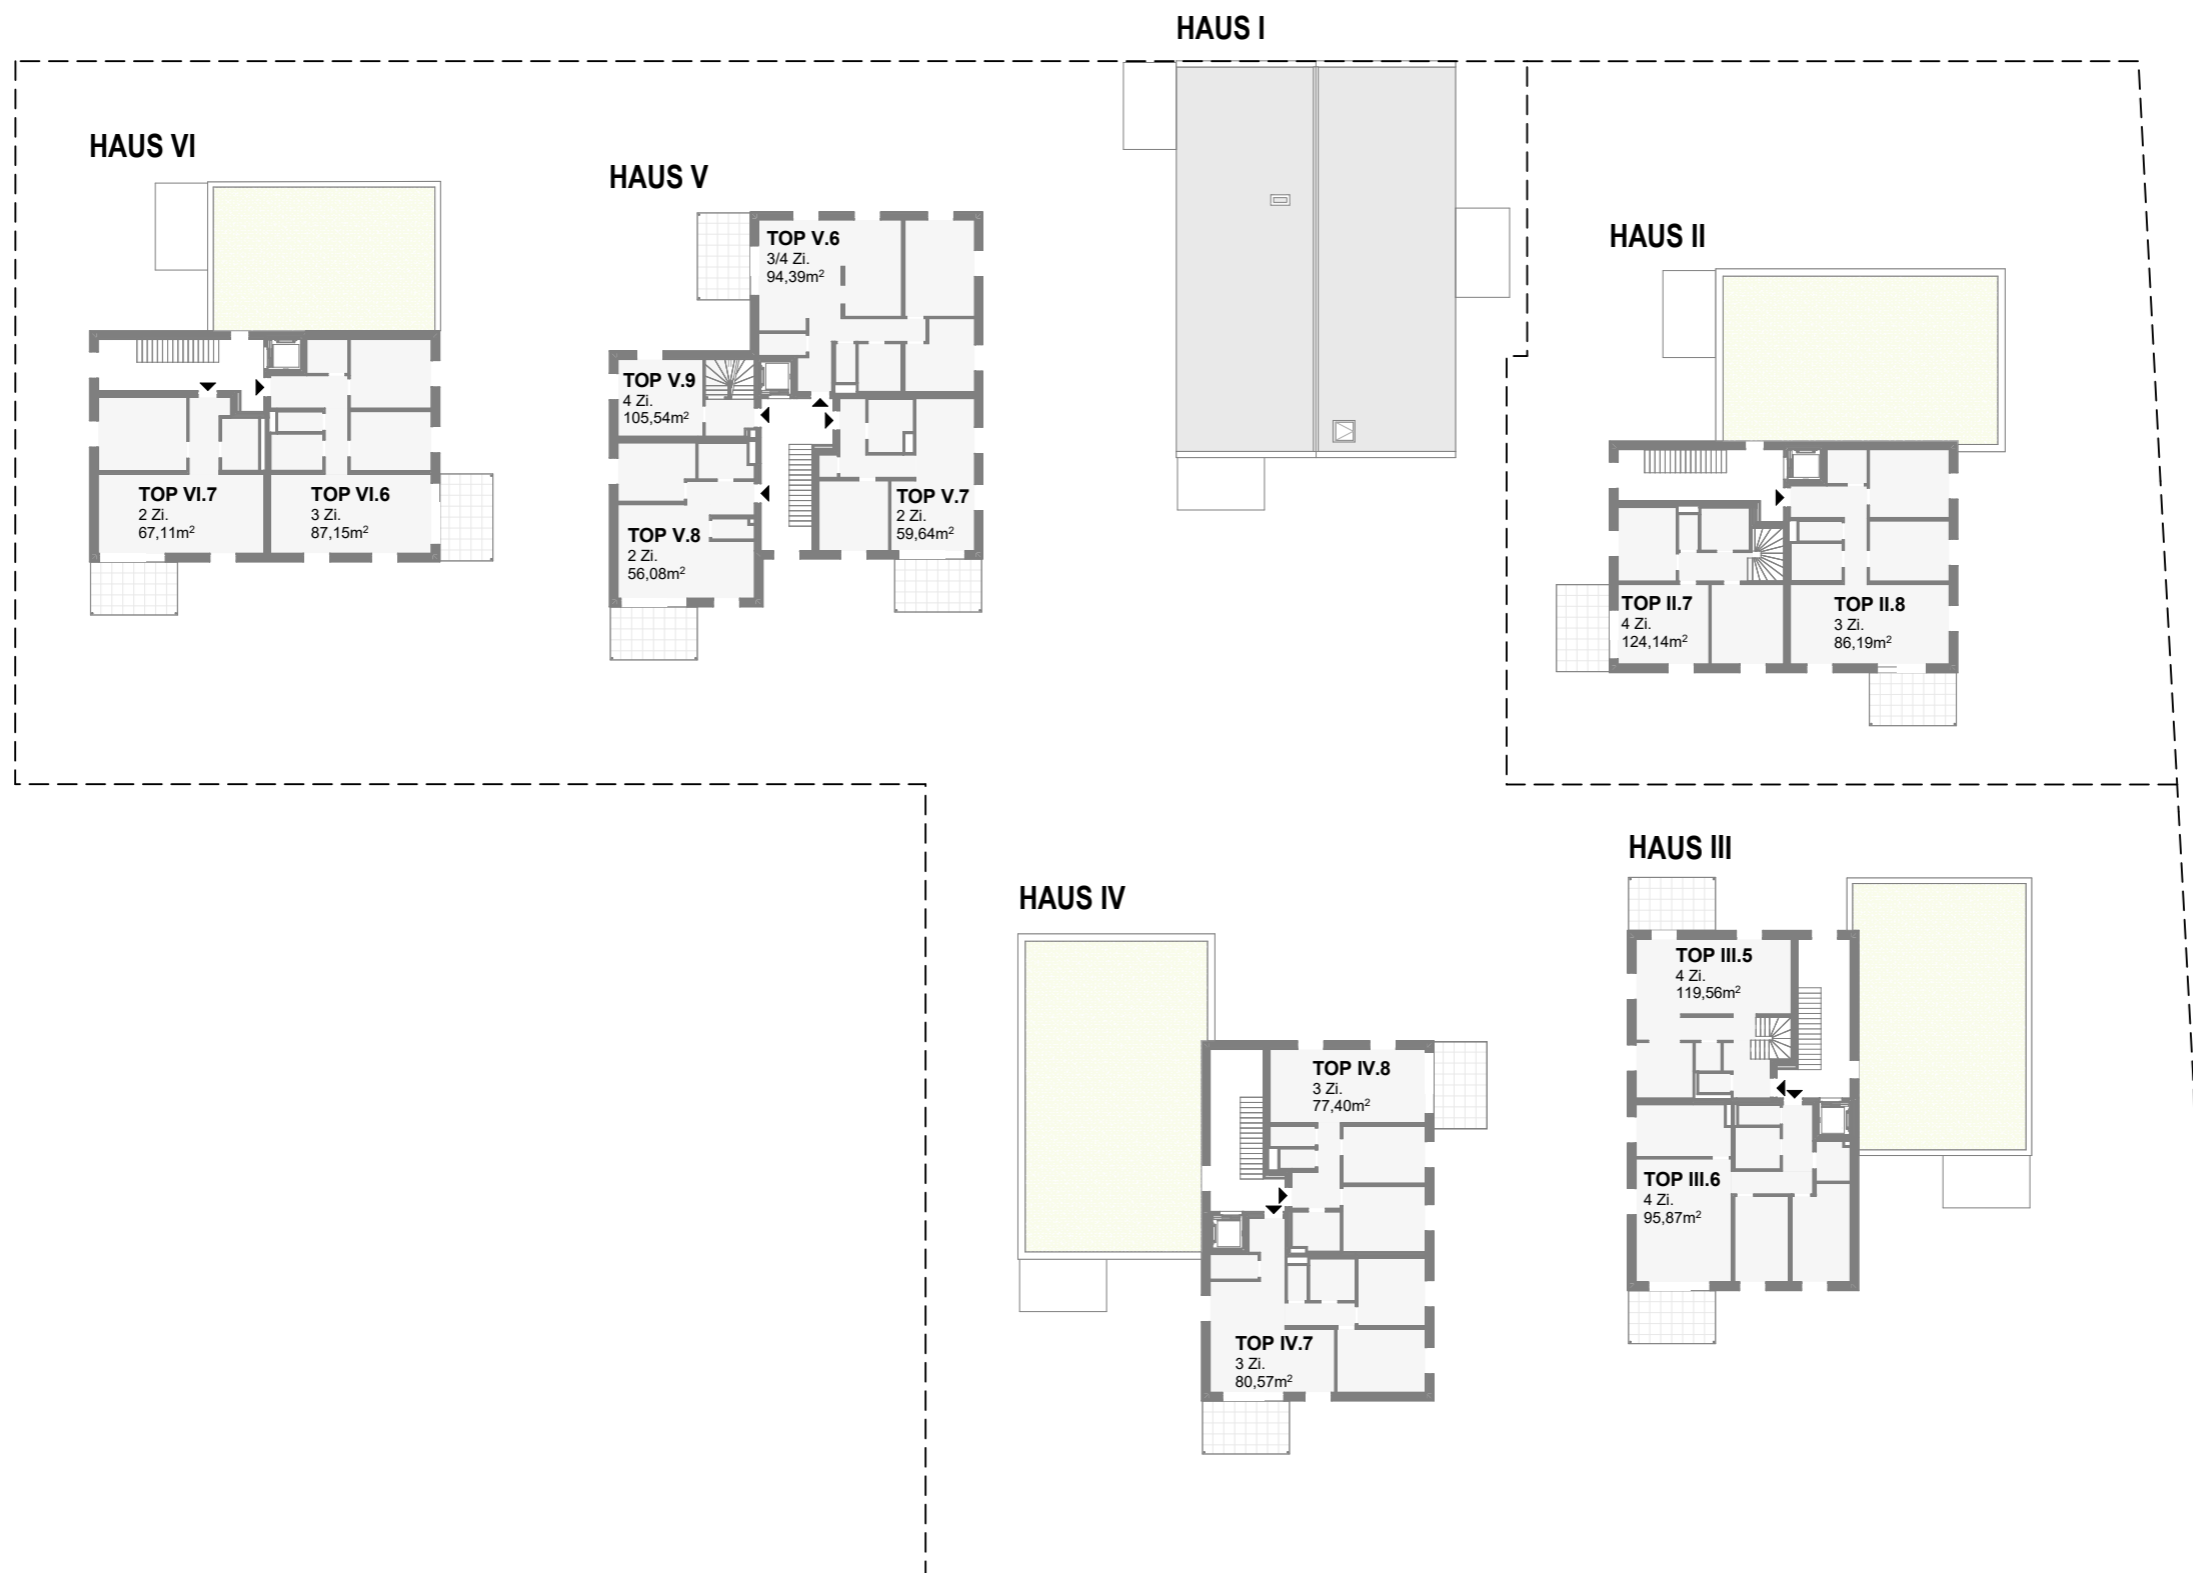 HAUS I
HAUS VI
HAUS V
HAUS II
TOP V.6
3/4 Zi.
94,39m²
TOP V.9
4 Zi.
105,54m²
TOP VI.7
2 Zi.
67,11m²
TOP VI.6
3 Zi.
87,15m²
TOP V.8
2 Zi.
56,08m²
TOP V.7
2 Zi.
59,64m²
TOP II.7
4 Zi.
124,14m²
TOP II.8
3 Zi.
86,19m²
HAUS III
HAUS IV
TOP III.5
4 Zi.
119,56m²
TOP IV.8
3 Zi.
77,40m²
TOP III.6
4 Zi.
95,87m²
TOP IV.7
3 Zi.
80,57m²